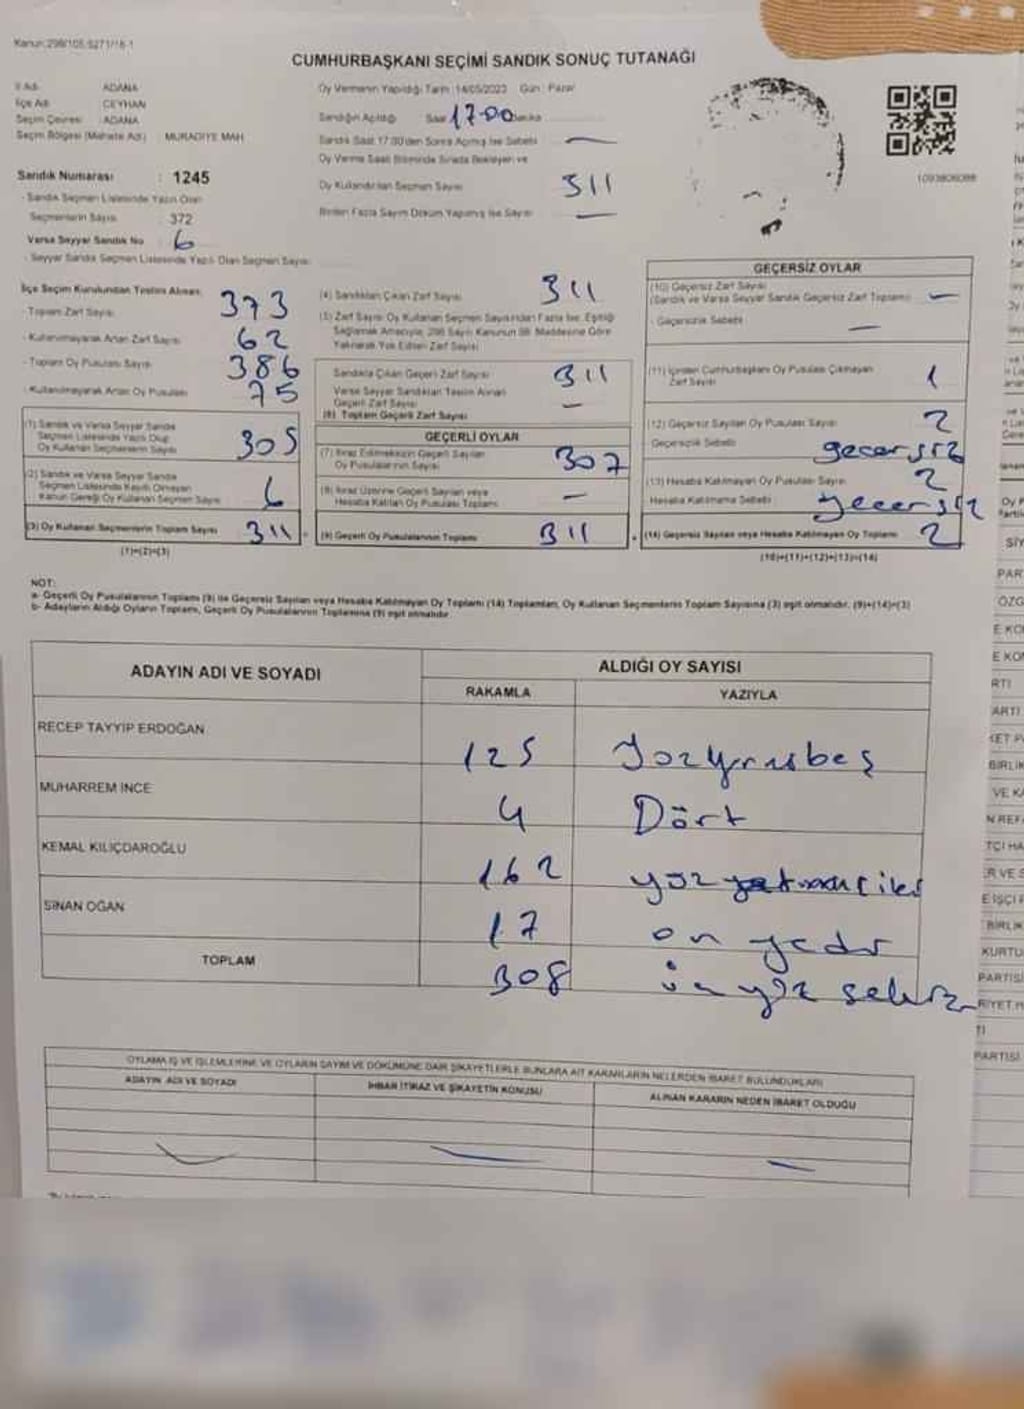 Kanun:298/105,5271/16-1
CUMHURBAŞKANI SEÇİMİ SANDIK SONUÇ TUTANAĞI
İl Adı : ADANA
İlçe Adı : CEYHAN
Seçim Çevresi : ADANA
Seçim Bölgesi (Mahalle Adı) : MURADİYE MAH
Sandık Numarası : 1245
- Sandık Seçmen Listesinde Yazılı Olan
Seçmenlerin Sayısı : 372
Varsa Seyyar Sandık No : 6
- Seyyar Sandık Seçmen Listesinde Yazılı Olan Seçmen Sayısı
Oy Vermenin Yapıldığı Tarih : 14/05/2023 Gün : Pazar
Sandığın Açıldığı Saat 17.00 Dakika
Sandık Saat 17:00'den Sonra Açılmış İse Sebebi —
Oy Verme Saati Bitiminde Sırada Bekleyen ve
Oy Kullandırılan Seçmen Sayısı 311
Birden Fazla Sayım Döküm Yapılmış İse Sayısı —
1093806088
İlçe Seçim Kurulundan Teslim Alınan;
- Toplam Zarf Sayısı 373
- Kullanılmayarak Artan Zarf Sayısı 62
- Toplam Oy Pusulası Sayısı 386
- Kullanılmayarak Artan Oy Pusulası 75
(1) Sandık ve Varsa Seyyar Sandık
Seçmen Listesinde Yazılı Olup
Oy Kullanan Seçmenlerin Sayısı 305
(2) Sandık ve Varsa Seyyar Sandık
Seçmen Listesinde Kayıtlı Olmayan
Kanun Gereği Oy Kullanan Seçmen Sayısı 6
(3) Oy Kullanan Seçmenlerin Toplam Sayısı 311
(1)+(2)=(3)
(4) Sandıktan Çıkan Zarf Sayısı 311
(5) Zarf Sayısı Oy Kullanan Seçmen Sayısından Fazla İse, Eşitliği
Sağlamak Amacıyla, 298 Sayılı Kanunun 98. Maddesine Göre
Yakılarak Yok Edilen Zarf Sayısı
Sandıkta Çıkan Geçerli Zarf Sayısı 311
Varsa Seyyar Sandıktan Teslim Alınan
Geçerli Zarf Sayısı —
(6) Toplam Geçerli Zarf Sayısı
GEÇERLİ OYLAR
(7) İtiraz Edilmeksizin Geçerli Sayılan
Oy Pusulalarının Sayısı 307
(8) İtiraz Üzerine Geçerli Sayılan veya
Hesaba Katılan Oy Pusulası Toplamı —
(9) Geçerli Oy Pusulalarının Toplamı 311
GEÇERSİZ OYLAR
(10) Geçersiz Zarf Sayısı
(Sandık ve Varsa Seyyar Sandık Geçersiz Zarf Toplamı) —
- Geçersizlik Sebebi —
(11) İçinden Cumhurbaşkanı Oy Pusulası Çıkmayan
Zarf Sayısı 1
(12) Geçersiz Sayılan Oy Pusulası Sayısı 2
Geçersizlik Sebebi gecersiz
(13) Hesaba Katılmayan Oy Pusulası Sayısı 2
Hesaba Katılmama Sebebi gecersiz
(14) Geçersiz Sayılan veya Hesaba Katılmayan Oy Toplamı 2
(10)+(11)+(12)+(13)=(14)
NOT:
a- Geçerli Oy Pusulalarının Toplamı (9) ile Geçersiz Sayılan veya Hesaba Katılmayan Oy Toplamı (14) Toplamları, Oy Kullanan Seçmenlerin Toplam Sayısına (3) eşit olmalıdır. (9)+(14)=(3)
b- Adayların Aldığı Oyların Toplamı, Geçerli Oy Pusulalarının Toplamına (9) eşit olmalıdır.
ADAYIN ADI VE SOYADI
ALDIĞI OY SAYISI
RAKAMLA YAZIYLA
RECEP TAYYİP ERDOĞAN 125 Yüzyirmibeş
MUHARREM İNCE 4 Dört
KEMAL KILIÇDAROĞLU 162 yüz iki
SİNAN OĞAN 17 on yedi
TOPLAM 308 üç yüz sekiz
OYLAMA İŞ VE İŞLEMLERİNE VE OYLARIN SAYIM VE DÖKÜMÜNE DAİR ŞİKAYETLERLE BUNLARA AİT KARARLARIN NELERDEN İBARET BULUNDUKLARI
ADAYIN ADI VE SOYADI
İHBAR İTİRAZ VE ŞİKAYETİN KONUSU
ALINAN KARARIN NEDEN İBARET OLDUĞU